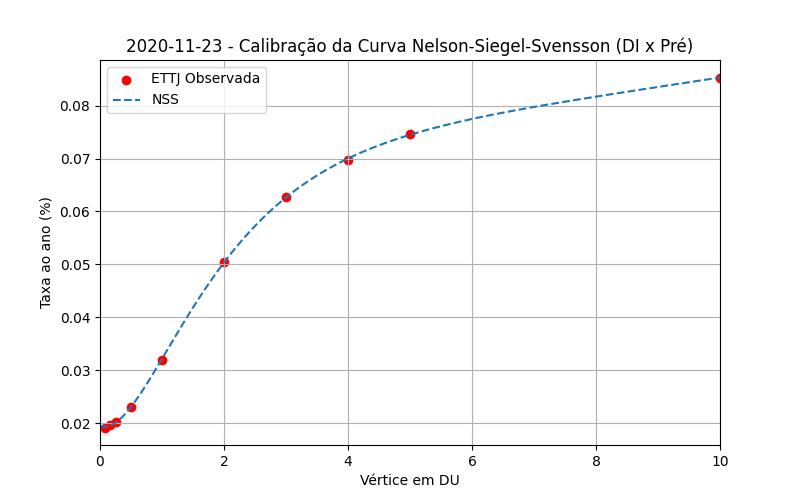 2020-11-23 - Calibração da Curva Nelson-Siegel-Svensson (DI x Pré)
ETTJ Observada
NSS
Taxa ao ano (%)
0.08
0.07
0.06
0.05
0.04
0.03
0.02
0 2 4 6 8 10
Vértice em DU